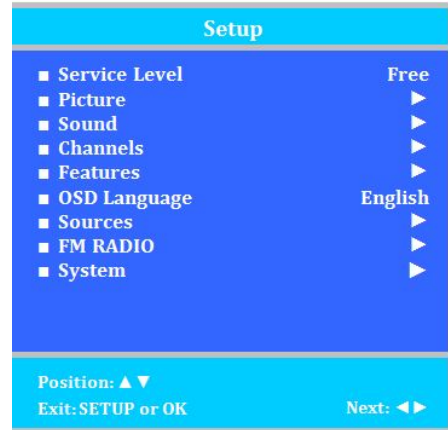 Setup
■ Service Level Free
■ Picture ▶
■ Sound ▶
■ Channels ▶
■ Features ▶
■ OSD Language English
■ Sources ▶
■ FM RADIO ▶
■ System ▶
Position: ▲ ▼
Exit: SETUP or OK Next: ◀ ▶